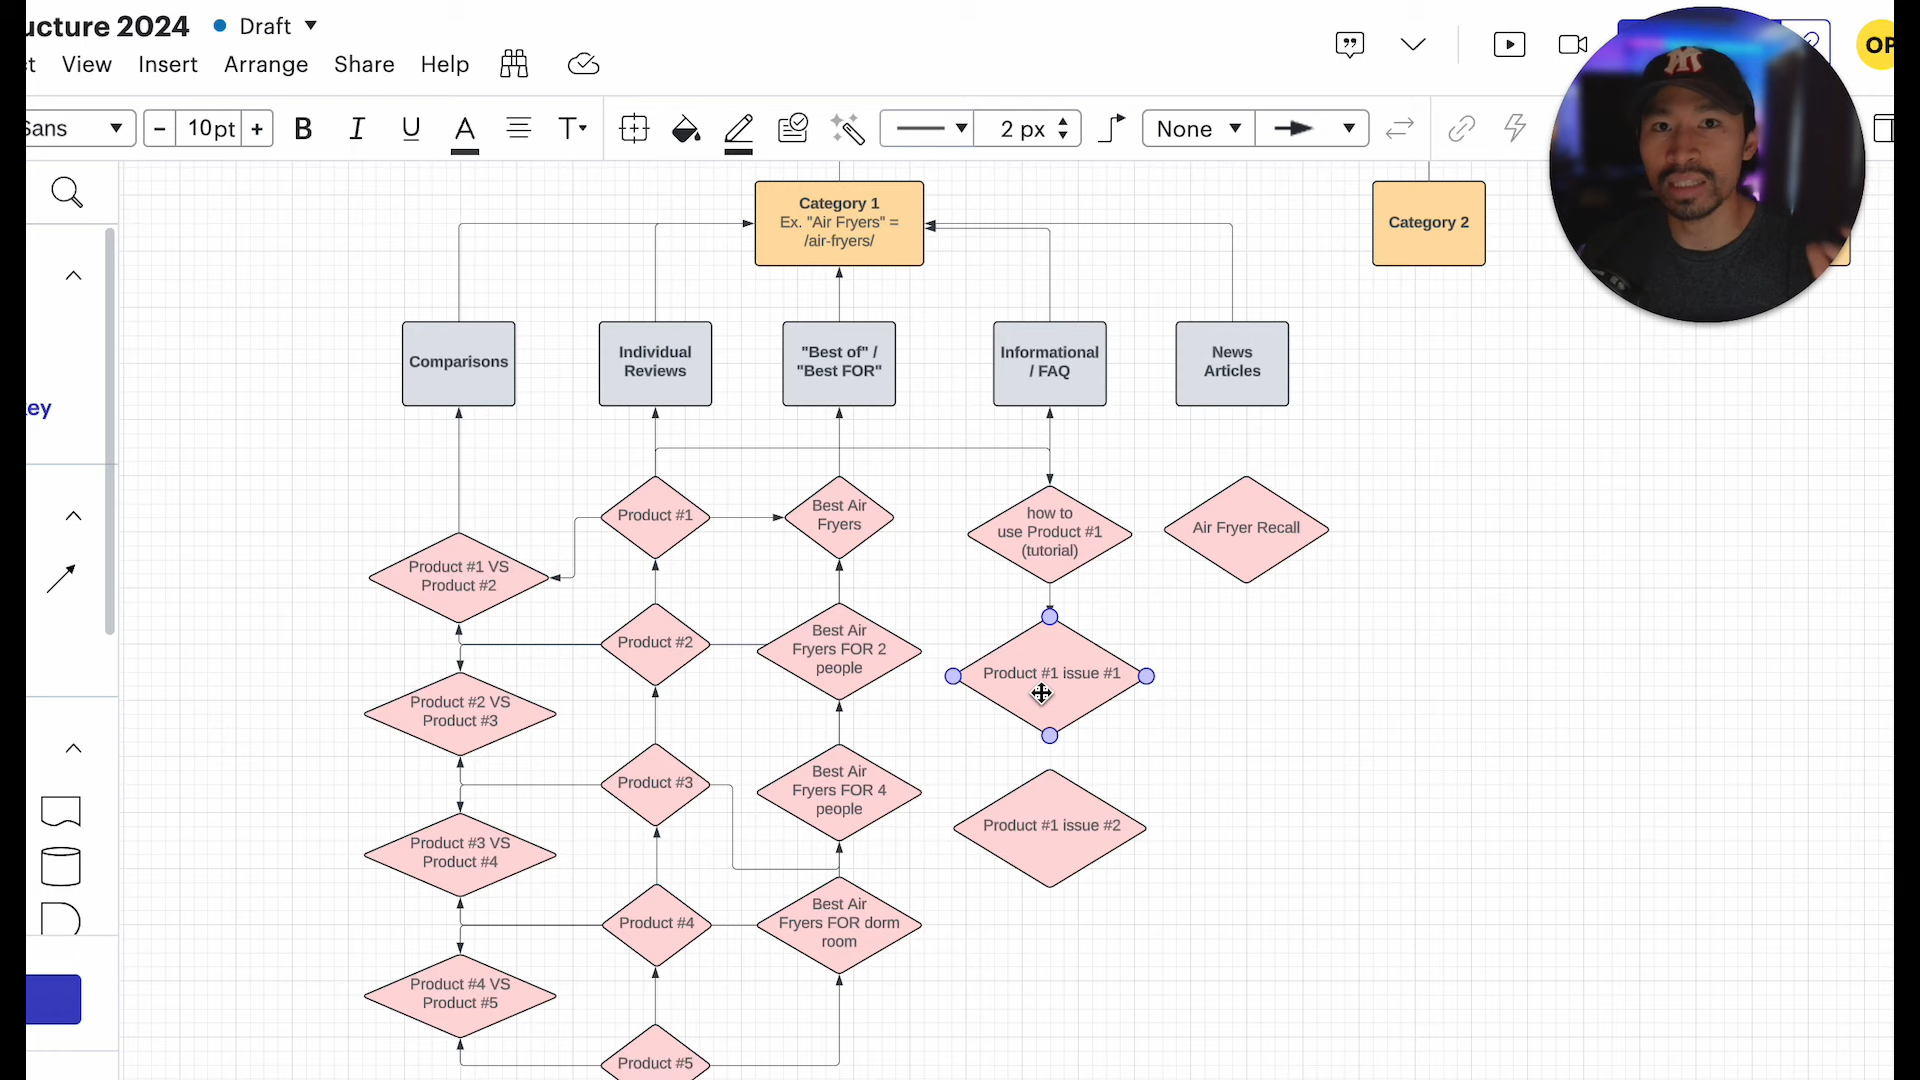 ucture 2024
Draft
t View Insert Arrange Share Help
OP
Sans
10pt
B I U A T
2 px
None
Category 1
Ex. "Air Fryers" =
/air-fryers/
Category 2
Comparisons
Individual
Reviews
"Best of" /
"Best FOR"
Informational
/ FAQ
News
Articles
ey
Product #1
Best Air
Fryers
how to
use Product #1
(tutorial)
Air Fryer Recall
Product #1 VS
Product #2
Product #2
Best Air
Fryers FOR 2
people
Product #1 issue #1
Product #2 VS
Product #3
Product #3
Best Air
Fryers FOR 4
people
Product #1 issue #2
Product #3 VS
Product #4
Product #4
Best Air
Fryers FOR dorm
room
Product #4 VS
Product #5
Product #5